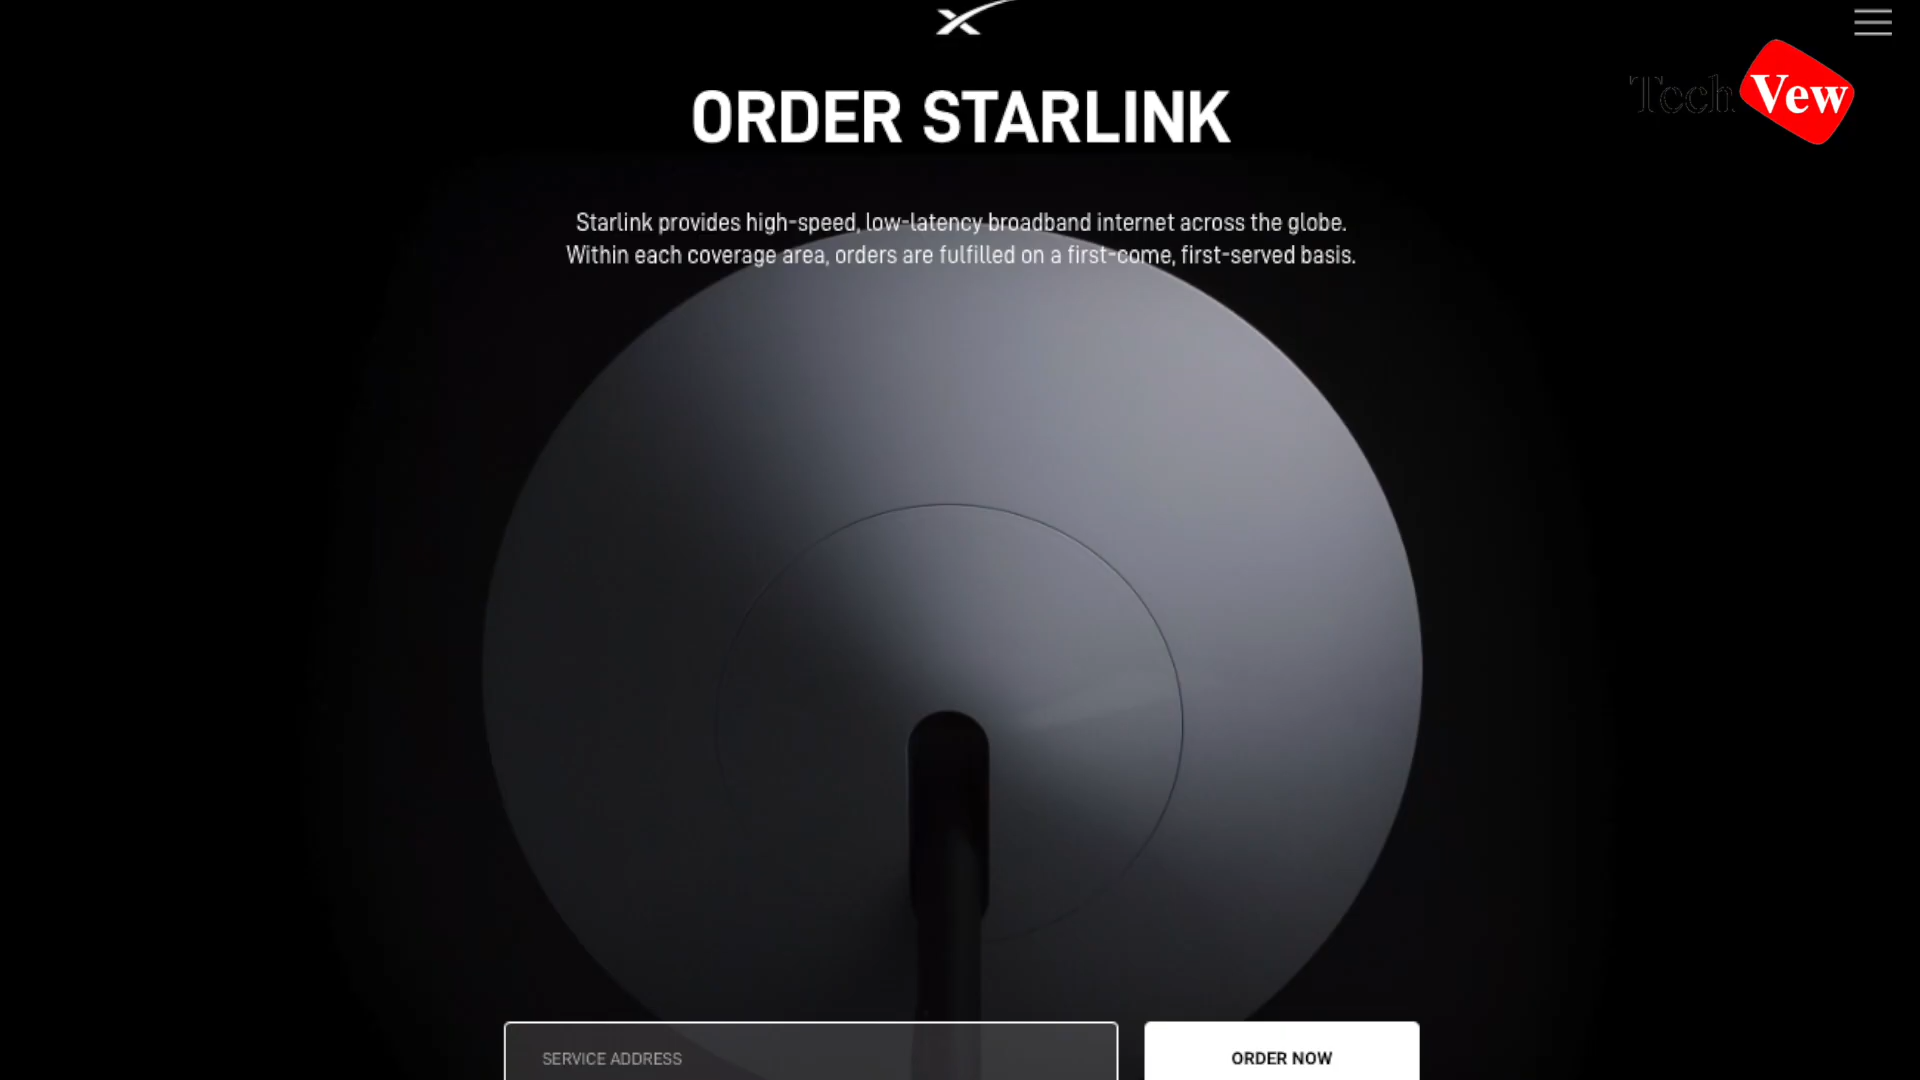 ORDER STARLINK
Tech Vew
Starlink provides high-speed, low-latency broadband internet across the globe.
Within each coverage area, orders are fulfilled on a first-come, first-served basis.
SERVICE ADDRESS
ORDER NOW